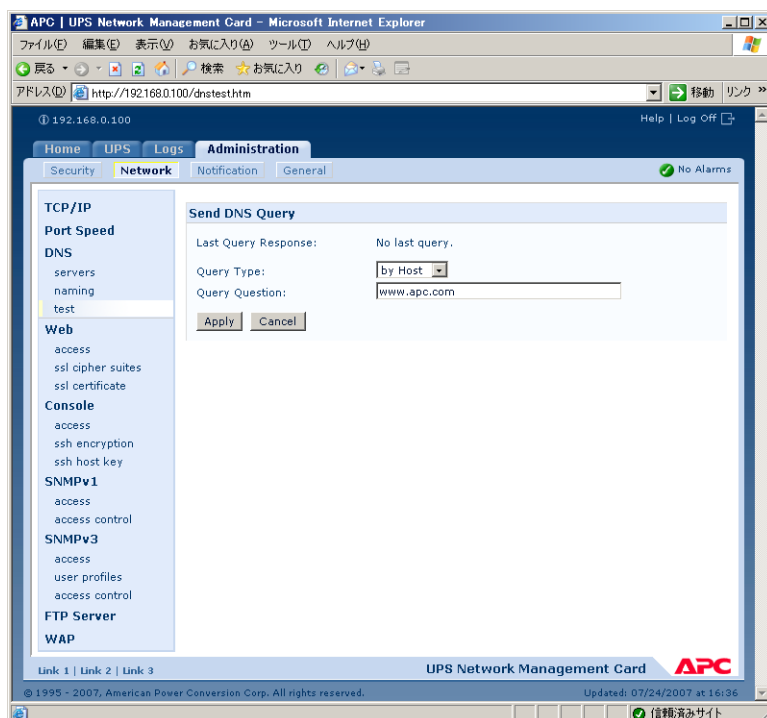 APC | UPS Network Management Card - Microsoft Internet Explorer
ファイル(F) 編集(E) 表示(V) お気に入り(A) ツール(T) ヘルプ(H)
戻る 検索 お気に入り
アドレス(D) http://192.168.0.100/dnstest.htm 移動 リンク »
192.168.0.100 Help | Log Off
Home UPS Logs Administration
Security Network Notification General No Alarms
TCP/IP
Port Speed
DNS
servers
naming
test
Web
access
ssl cipher suites
ssl certificate
Console
access
ssh encryption
ssh host key
SNMPv1
access
access control
SNMPv3
access
user profiles
access control
FTP Server
WAP
Send DNS Query
Last Query Response: No last query.
Query Type: by Host
Query Question: www.apc.com
Apply Cancel
Link 1 | Link 2 | Link 3 UPS Network Management Card APC
© 1995 - 2007, American Power Conversion Corp. All rights reserved. Updated: 07/24/2007 at 16:36
信頼済みサイト